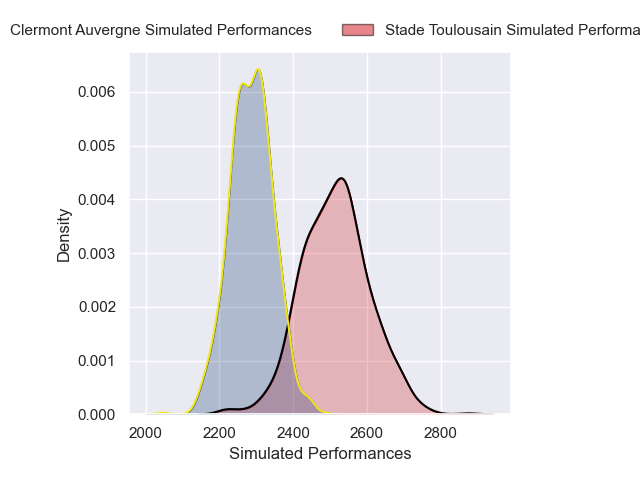 Clermont Auvergne Simulated Performances
Stade Toulousain Simulated Performa
0.006
0.005
0.004
0.003
0.002
0.001
0.000
Density
2000 2200 2400 2600 2800
Simulated Performances